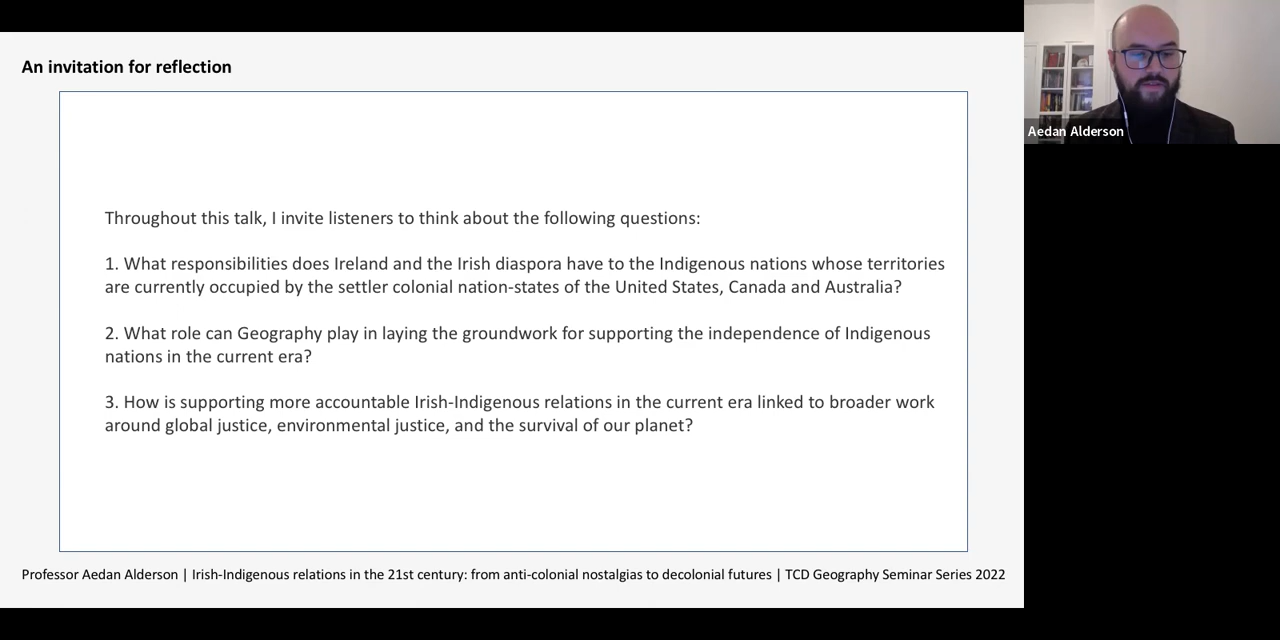 An invitation for reflection
Aedan Alderson
Throughout this talk, I invite listeners to think about the following questions:
1. What responsibilities does Ireland and the Irish diaspora have to the Indigenous nations whose territories
are currently occupied by the settler colonial nation-states of the United States, Canada and Australia?
2. What role can Geography play in laying the groundwork for supporting the independence of Indigenous
nations in the current era?
3. How is supporting more accountable Irish-Indigenous relations in the current era linked to broader work
around global justice, environmental justice, and the survival of our planet?
Professor Aedan Alderson | Irish-Indigenous relations in the 21st century: from anti-colonial nostalgias to decolonial futures | TCD Geography Seminar Series 2022